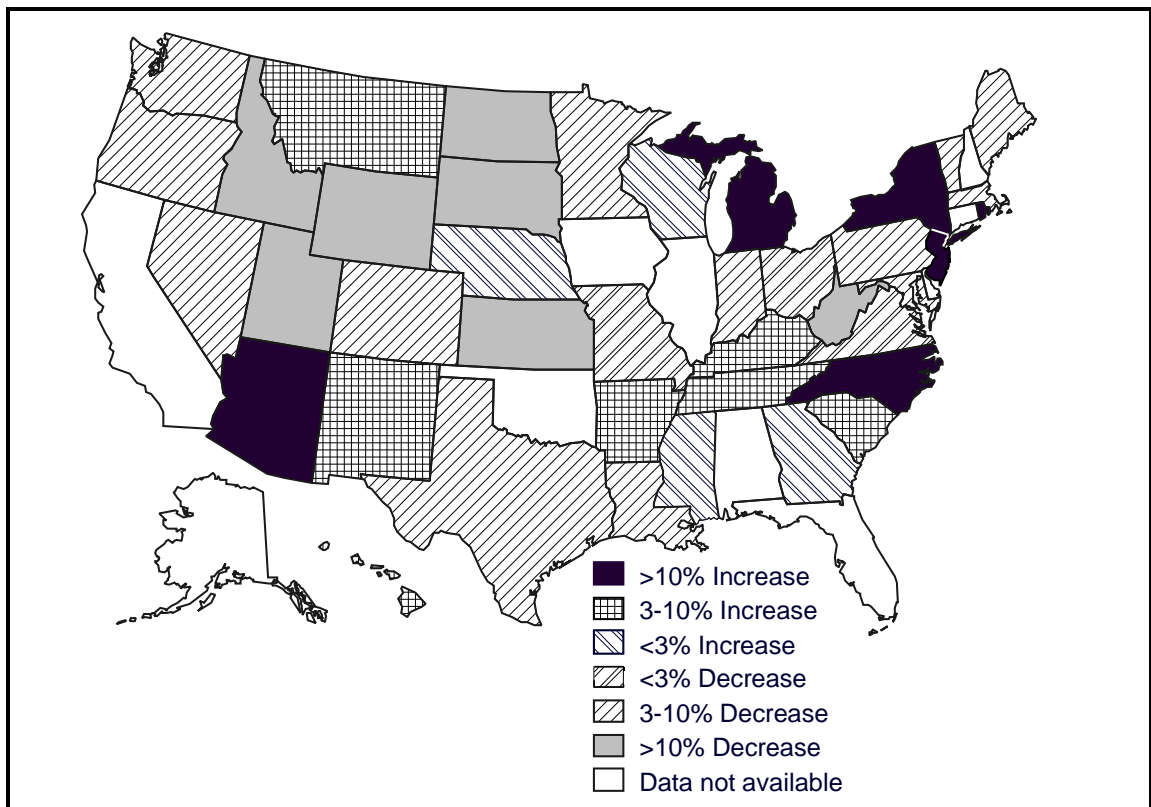 >10% Increase
3-10% Increase
<3% Increase
<3% Decrease
3-10% Decrease
>10% Decrease
Data not available